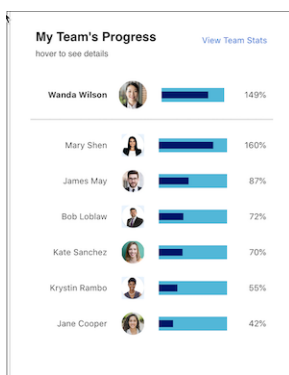 My Team's Progress
View Team Stats
hover to see details
Wanda Wilson 149%
Mary Shen 160%
James May 87%
Bob Loblaw 72%
Kate Sanchez 70%
Krystin Rambo 55%
Jane Cooper 42%